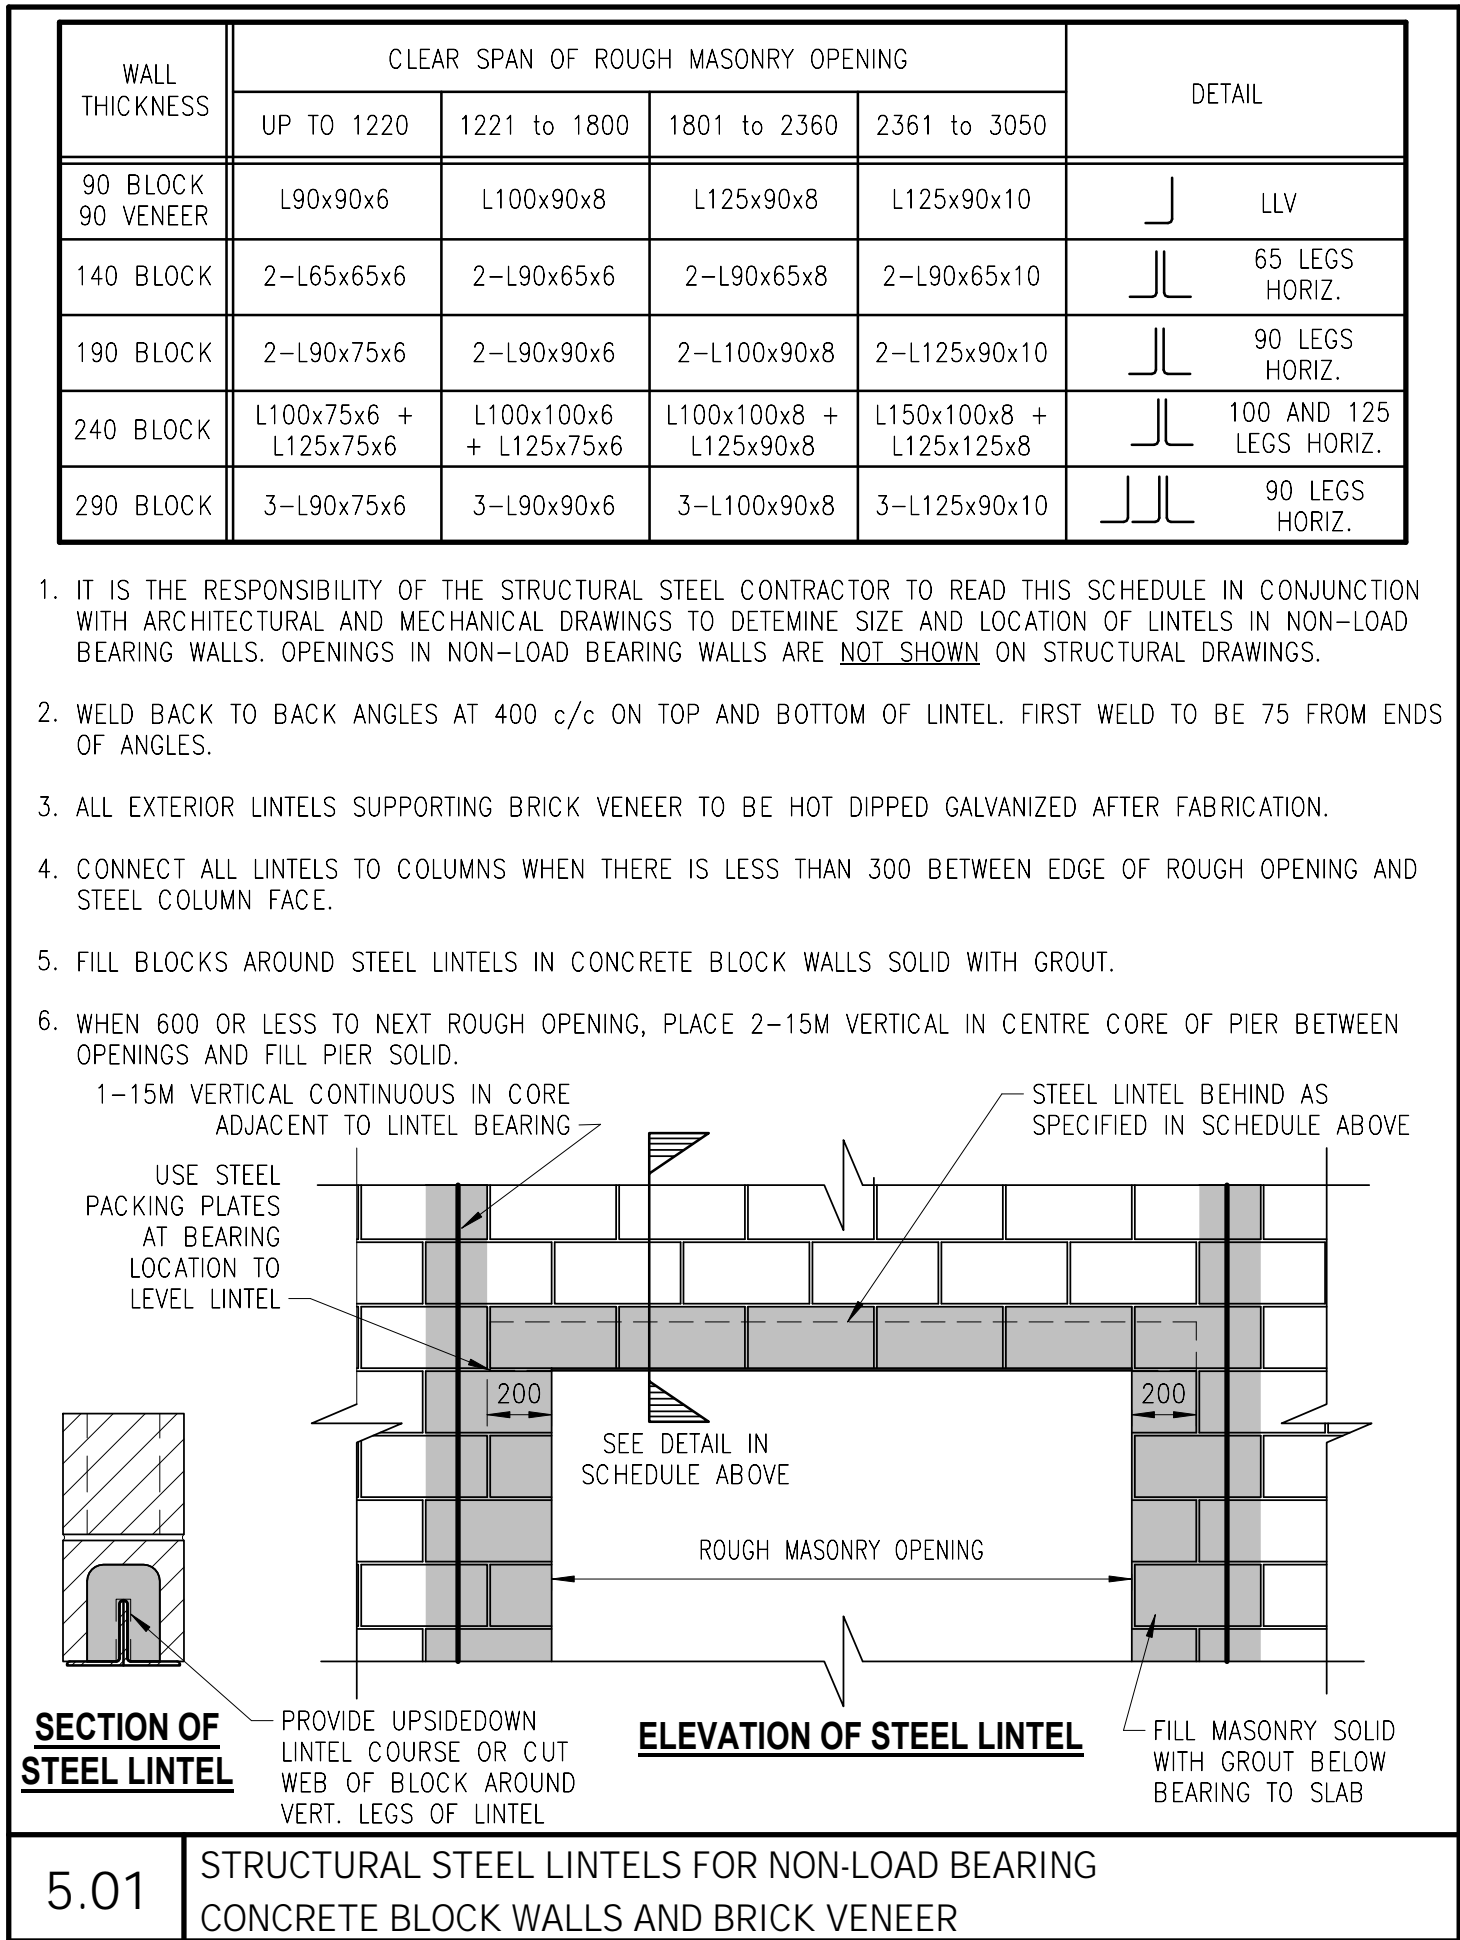 WALL
THICKNESS
CLEAR SPAN OF ROUGH MASONRY OPENING
DETAIL
UP TO 1220
1221 to 1800
1801 to 2360
2361 to 3050
90 BLOCK
90 VENEER
L90x90x6
L100x90x8
L125x90x8
L125x90x10
LLV
140 BLOCK
2-L65x65x6
2-L90x65x6
2-L90x65x8
2-L90x65x10
65 LEGS
HORIZ.
190 BLOCK
2-L90x75x6
2-L90x90x6
2-L100x90x8
2-L125x90x10
90 LEGS
HORIZ.
240 BLOCK
L100x75x6 +
L125x75x6
L100x100x6
+ L125x75x6
L100x100x8 +
L125x90x8
L150x100x8 +
L125x125x8
100 AND 125
LEGS HORIZ.
290 BLOCK
3-L90x75x6
3-L90x90x6
3-L100x90x8
3-L125x90x10
90 LEGS
HORIZ.
1. IT IS THE RESPONSIBILITY OF THE STRUCTURAL STEEL CONTRACTOR TO READ THIS SCHEDULE IN CONJUNCTION
WITH ARCHITECTURAL AND MECHANICAL DRAWINGS TO DETEMINE SIZE AND LOCATION OF LINTELS IN NON-LOAD
BEARING WALLS. OPENINGS IN NON-LOAD BEARING WALLS ARE NOT SHOWN ON STRUCTURAL DRAWINGS.
2. WELD BACK TO BACK ANGLES AT 400 c/c ON TOP AND BOTTOM OF LINTEL. FIRST WELD TO BE 75 FROM ENDS
OF ANGLES.
3. ALL EXTERIOR LINTELS SUPPORTING BRICK VENEER TO BE HOT DIPPED GALVANIZED AFTER FABRICATION.
4. CONNECT ALL LINTELS TO COLUMNS WHEN THERE IS LESS THAN 300 BETWEEN EDGE OF ROUGH OPENING AND
STEEL COLUMN FACE.
5. FILL BLOCKS AROUND STEEL LINTELS IN CONCRETE BLOCK WALLS SOLID WITH GROUT.
6. WHEN 600 OR LESS TO NEXT ROUGH OPENING, PLACE 2-15M VERTICAL IN CENTRE CORE OF PIER BETWEEN
OPENINGS AND FILL PIER SOLID.
1-15M VERTICAL CONTINUOUS IN CORE
ADJACENT TO LINTEL BEARING
STEEL LINTEL BEHIND AS
SPECIFIED IN SCHEDULE ABOVE
USE STEEL
PACKING PLATES
AT BEARING
LOCATION TO
LEVEL LINTEL
200
200
SEE DETAIL IN
SCHEDULE ABOVE
ROUGH MASONRY OPENING
SECTION OF
STEEL LINTEL
PROVIDE UPSIDEDOWN
LINTEL COURSE OR CUT
WEB OF BLOCK AROUND
VERT. LEGS OF LINTEL
ELEVATION OF STEEL LINTEL
FILL MASONRY SOLID
WITH GROUT BELOW
BEARING TO SLAB
5.01
STRUCTURAL STEEL LINTELS FOR NON-LOAD BEARING
CONCRETE BLOCK WALLS AND BRICK VENEER